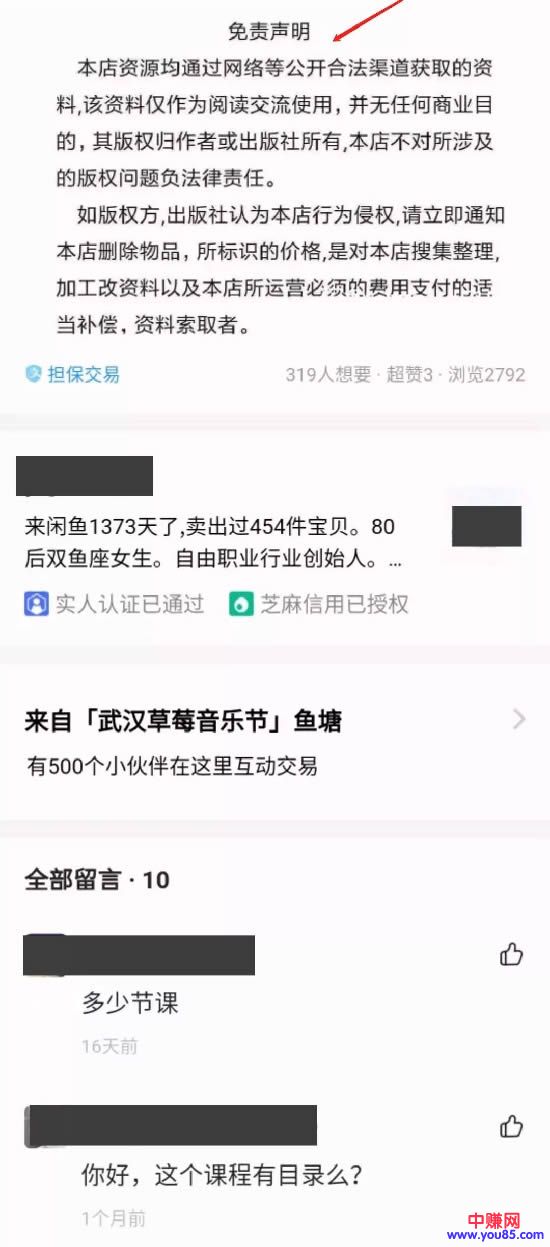 免责声明
本店资源均通过网络等公开合法渠道获取的资
料,该资料仅作为阅读交流使用，并无任何商业目
的，其版权归作者或出版社所有,本店不对所涉及
的版权问题负法律责任。
如版权方,出版社认为本店行为侵权,请立即通知
本店删除物品，所标识的价格,是对本店搜集整理,
加工改资料以及本店所运营必须的费用支付的适
当补偿，资料索取者。
担保交易
319人想要 · 超赞3 · 浏览2792
来闲鱼1373天了,卖出过454件宝贝。80
后双鱼座女生。自由职业行业创始人。...
实人认证已通过 芝麻信用已授权
来自「武汉草莓音乐节」鱼塘
有500个小伙伴在这里互动交易
全部留言 · 10
多少节课
16天前
你好，这个课程有目录么？
1个月前
中赚网
www.you85.com